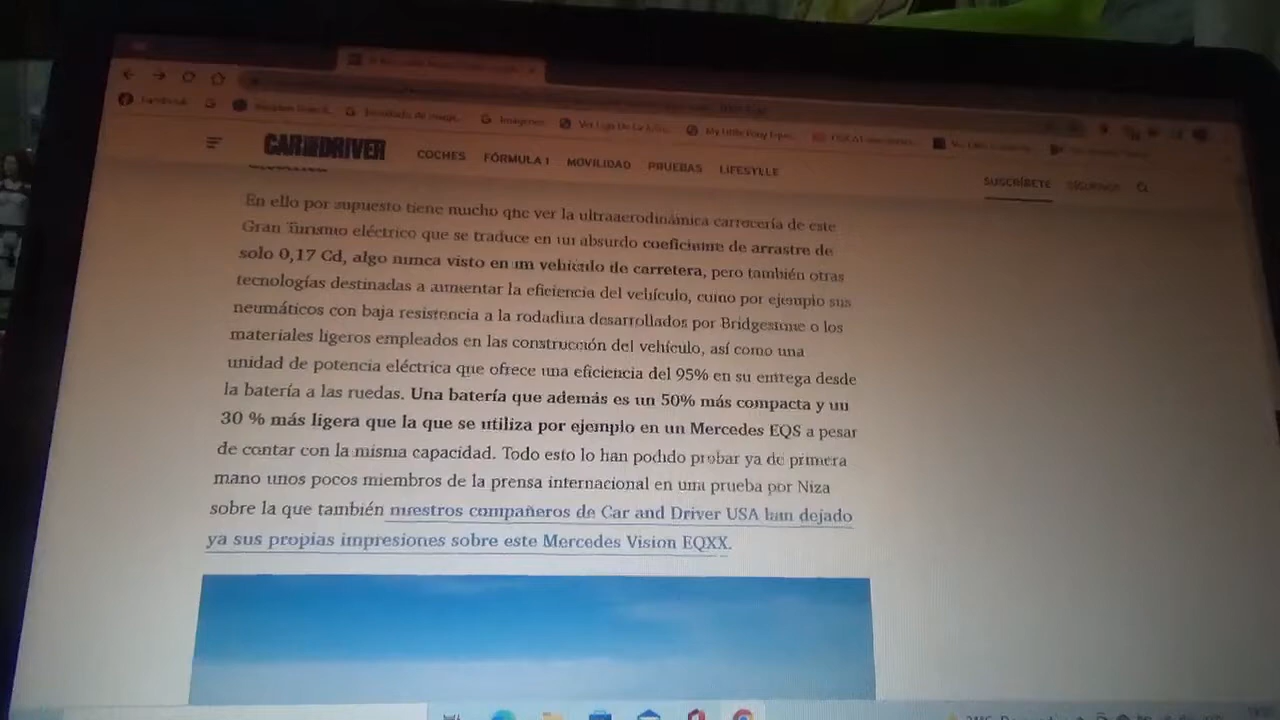 Facebook
CAR AND DRIVER
COCHES FÓRMULA 1 MOVILIDAD PRUEBAS LIFESTYLE
SUSCRÍBETE SÍGUENOS
En ello por supuesto tiene mucho que ver la ultraaerodinámica carrocería de este
Gran Turismo eléctrico que se traduce en un absurdo coeficiente de arrastre de
solo 0,17 Cd, algo nunca visto en un vehículo de carretera, pero también otras
tecnologías destinadas a aumentar la eficiencia del vehículo, como por ejemplo sus
neumáticos con baja resistencia a la rodadura desarrollados por Bridgestone o los
materiales ligeros empleados en las construcción del vehículo, así como una
unidad de potencia eléctrica que ofrece una eficiencia del 95% en su entrega desde
la batería a las ruedas. Una batería que además es un 50% más compacta y un
30 % más ligera que la que se utiliza por ejemplo en un Mercedes EQS a pesar
de contar con la misma capacidad. Todo esto lo han podido probar ya de primera
mano unos pocos miembros de la prensa internacional en una prueba por Niza
sobre la que también nuestros compañeros de Car and Driver USA han dejado
ya sus propias impresiones sobre este Mercedes Vision EQXX.